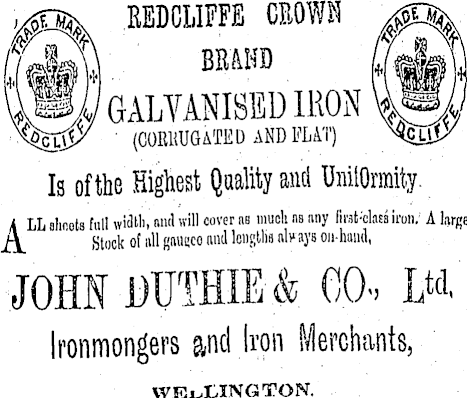 REDCLIFFE CROWN
BRAND
TRADE MARK
REDCLIFFE
TRADE MARK
REDCLIFFE
GALVANISED IRON
(CORRUGATED AND FLAT)
Is of the Highest Quality and Uniformity.
ALL sheets full width, and will cover as much as any first-class iron. A large
Stock of all gauges and lengths always on-hand,
JOHN DUTHIE & CO., Ltd.
Ironmongers and Iron Merchants,
WELLINGTON.